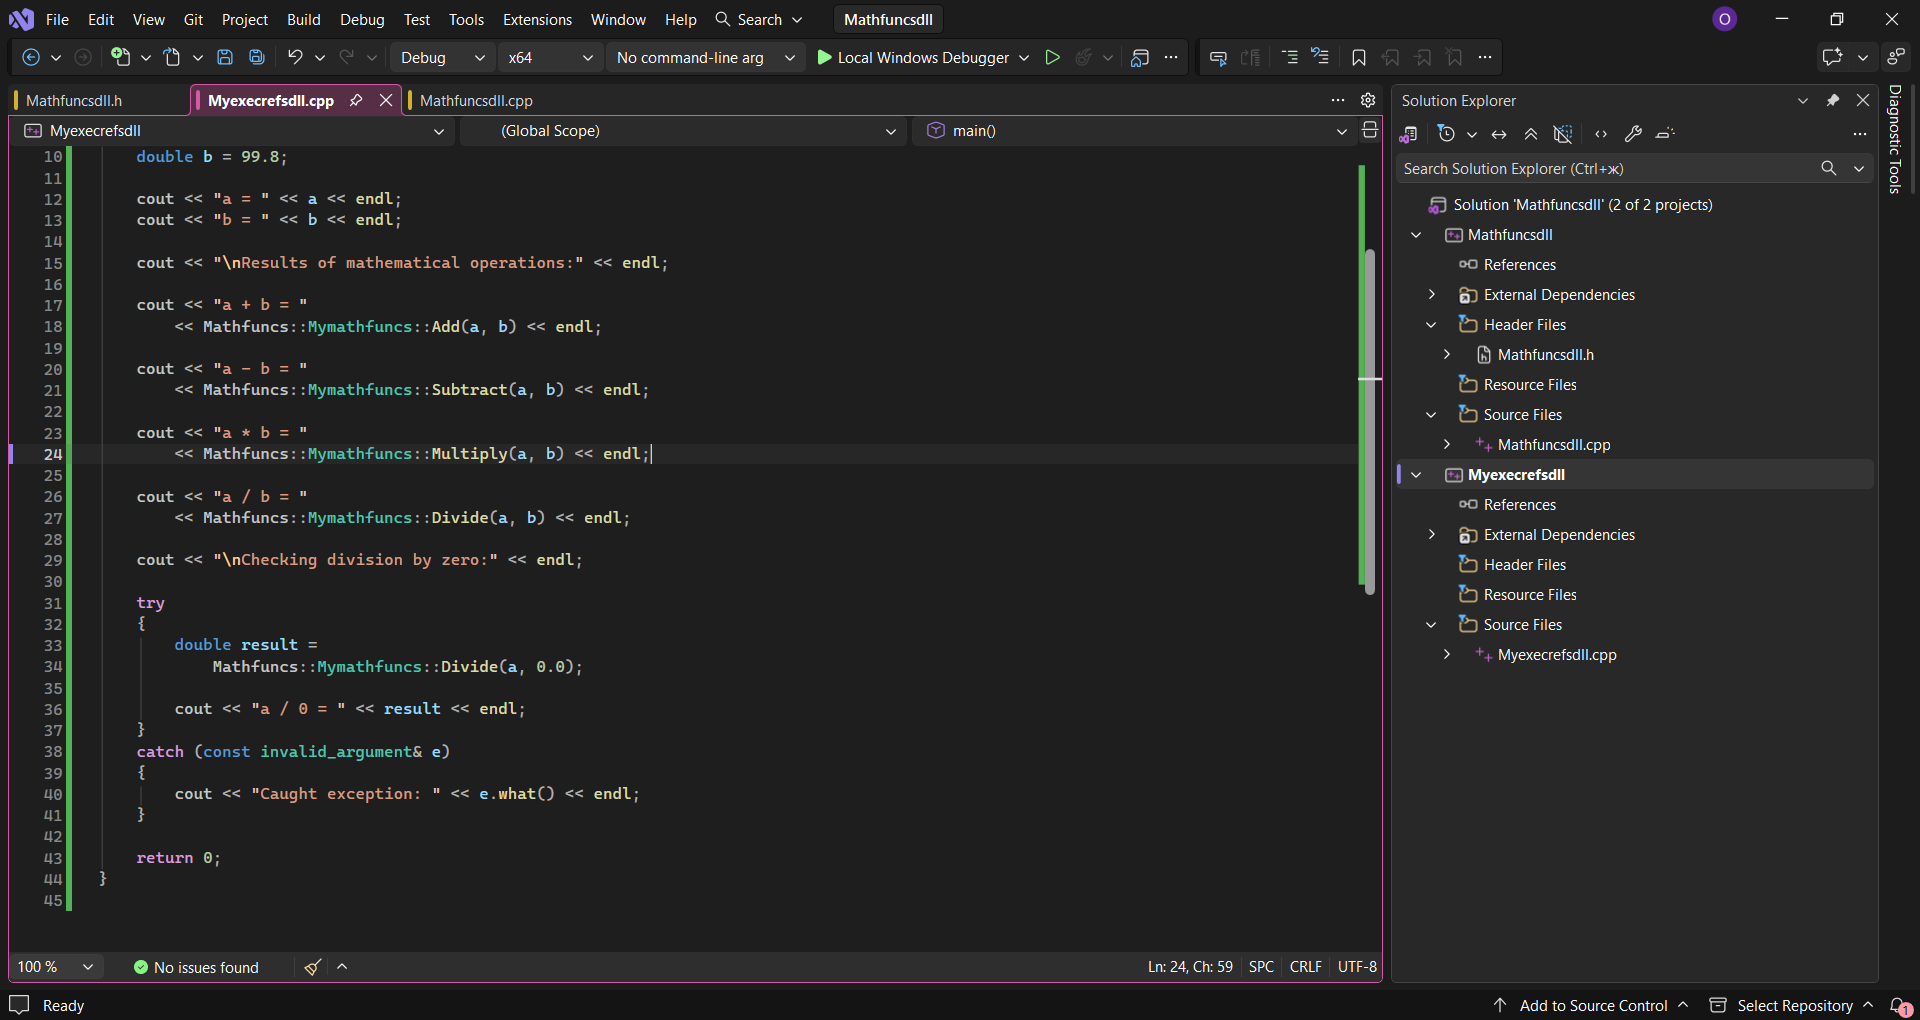 File Edit View Git Project Build Debug Test Tools Extensions Window Help Search Mathfuncsdll O
Debug x64 No command-line arg Local Windows Debugger
Mathfuncsdll.h Myexecrefsdll.cpp Mathfuncsdll.cpp
Myexecrefsdll (Global Scope) main()
10 double b = 99.8;
11
12 cout << "a = " << a << endl;
13 cout << "b = " << b << endl;
14
15 cout << "\nResults of mathematical operations:" << endl;
16
17 cout << "a + b = "
18 << Mathfuncs::Mymathfuncs::Add(a, b) << endl;
19
20 cout << "a - b = "
21 << Mathfuncs::Mymathfuncs::Subtract(a, b) << endl;
22
23 cout << "a * b = "
24 << Mathfuncs::Mymathfuncs::Multiply(a, b) << endl;
25
26 cout << "a / b = "
27 << Mathfuncs::Mymathfuncs::Divide(a, b) << endl;
28
29 cout << "\nChecking division by zero:" << endl;
30
31 try
32 {
33 double result =
34 Mathfuncs::Mymathfuncs::Divide(a, 0.0);
35
36 cout << "a / 0 = " << result << endl;
37 }
38 catch (const invalid_argument& e)
39 {
40 cout << "Caught exception: " << e.what() << endl;
41 }
42
43 return 0;
44 }
45
100 % No issues found Ln: 24, Ch: 59 SPC CRLF UTF-8
Solution Explorer
Search Solution Explorer (Ctrl+ж)
Solution 'Mathfuncsdll' (2 of 2 projects)
Mathfuncsdll
References
External Dependencies
Header Files
Mathfuncsdll.h
Resource Files
Source Files
Mathfuncsdll.cpp
Myexecrefsdll
References
External Dependencies
Header Files
Resource Files
Source Files
Myexecrefsdll.cpp
Diagnostic Tools
Ready Add to Source Control Select Repository 1